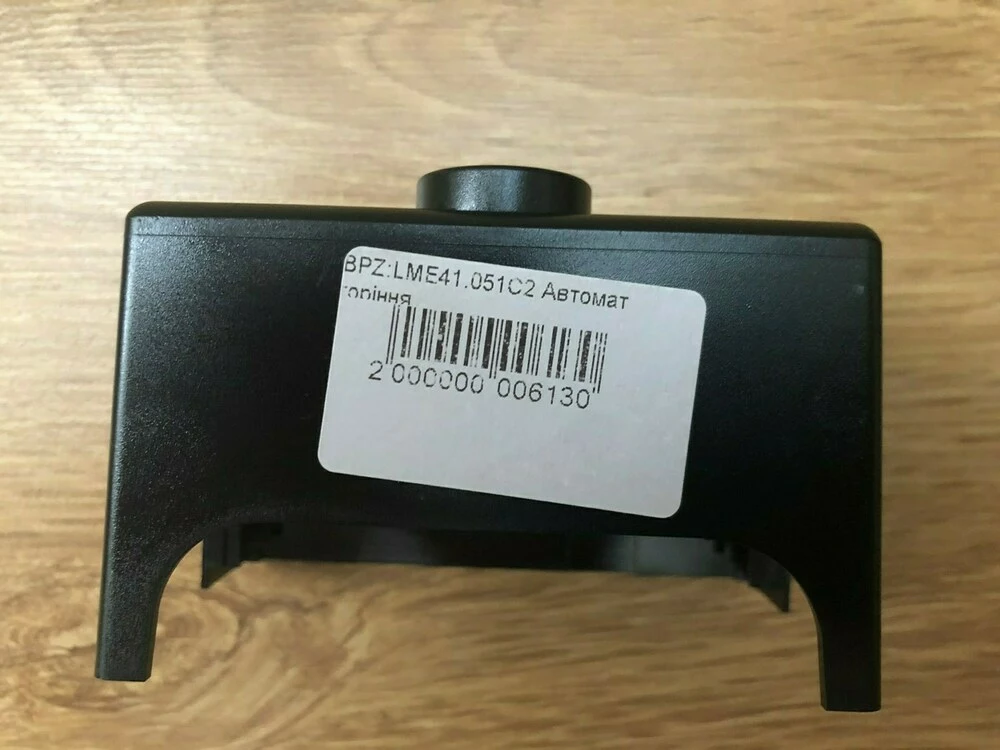 BPZ:LME41.051C2 Автомат
горіння
2 000000 006130